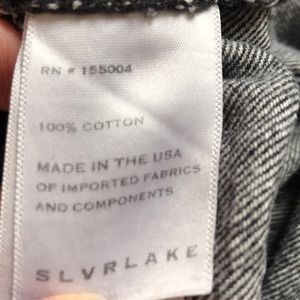 RN # 155004
100% COTTON
MADE IN THE USA
OF IMPORTED FABRICS
AND COMPONENTS
SLVRLAKE